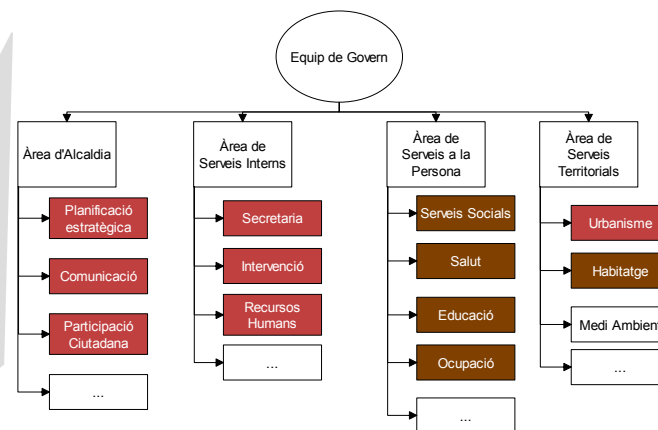 Equip de Govern
Àrea d'Alcaldia
Planificació
estratègica
Comunicació
Participació
Ciutadana
...
Àrea de
Serveis Interns
Secretaria
Intervenció
Recursos
Humans
...
Àrea de
Serveis a la
Persona
Serveis Socials
Salut
Educació
Ocupació
...
Àrea de
Serveis
Territorials
Urbanisme
Habitatge
Medi Ambient
...